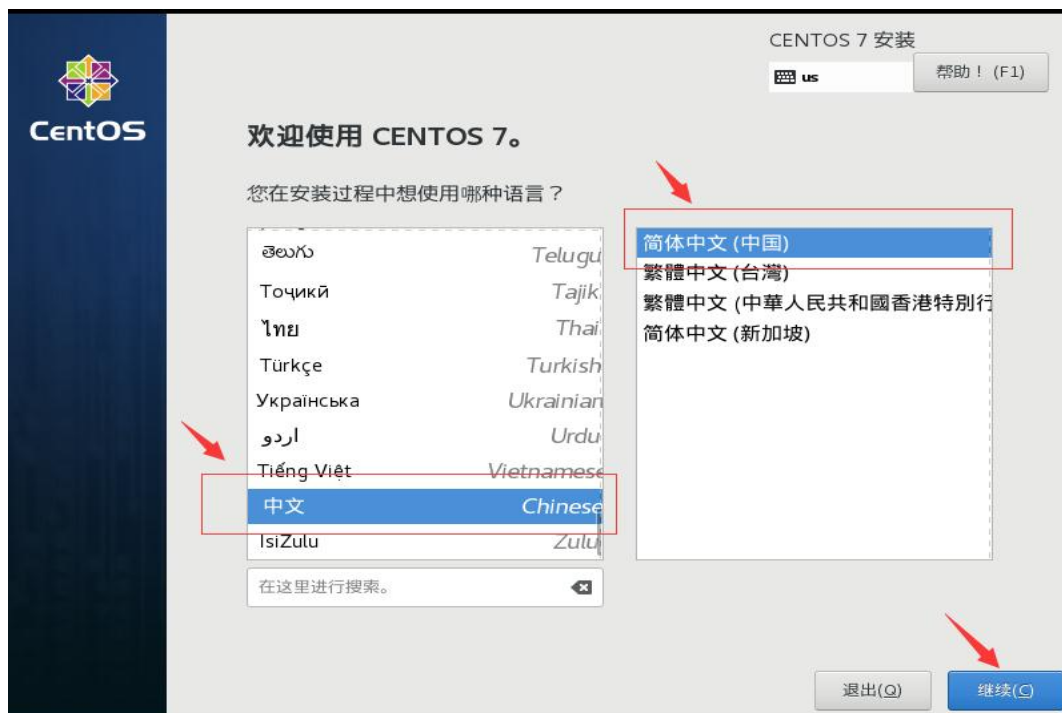 CENTOS 7 安装
us
帮助！ (F1)
CentOS
欢迎使用 CENTOS 7。
您在安装过程中想使用哪种语言？
తెలుగు Telugu
Тоҷикӣ Tajik
ไทย Thai
Türkçe Turkish
Українська Ukrainian
اردو Urdu
Tiếng Việt Vietnamese
中文 Chinese
IsiZulu Zulu
简体中文 (中国)
繁體中文 (台灣)
繁體中文 (中華人民共和國香港特別行
简体中文 (新加坡)
在这里进行搜索。
退出(Q)
继续(C)